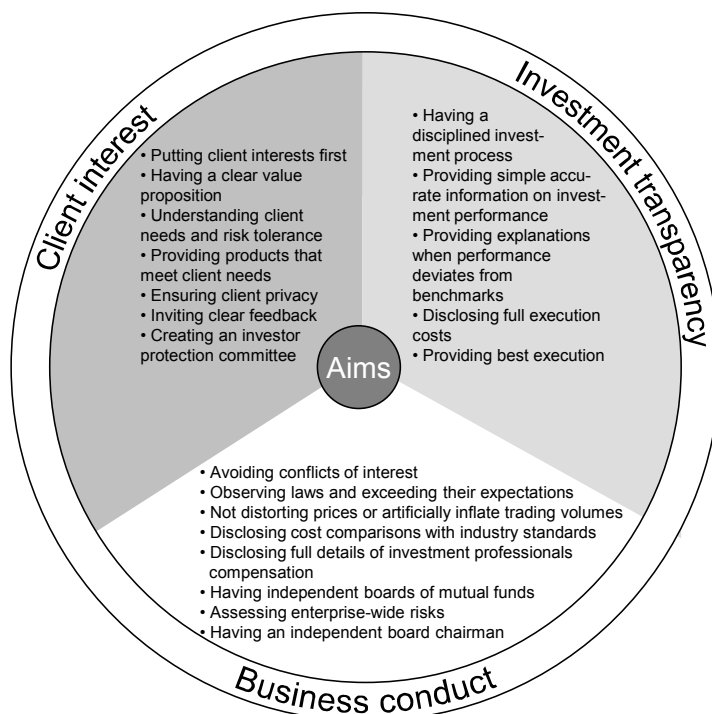 Client interest
• Putting client interests first
• Having a clear value
proposition
• Understanding client
needs and risk tolerance
• Providing products that
meet client needs
• Ensuring client privacy
• Inviting clear feedback
• Creating an investor
protection committee
Investment transparency
• Having a
disciplined invest-
ment process
• Providing simple accu-
rate information on invest-
ment performance
• Providing explanations
when performance
deviates from
benchmarks
• Disclosing full execution
costs
• Providing best execution
Aims
• Avoiding conflicts of interest
• Observing laws and exceeding their expectations
• Not distorting prices or artificially inflate trading volumes
• Disclosing cost comparisons with industry standards
• Disclosing full details of investment professionals
compensation
• Having independent boards of mutual funds
• Assessing enterprise-wide risks
• Having an independent board chairman
Business conduct